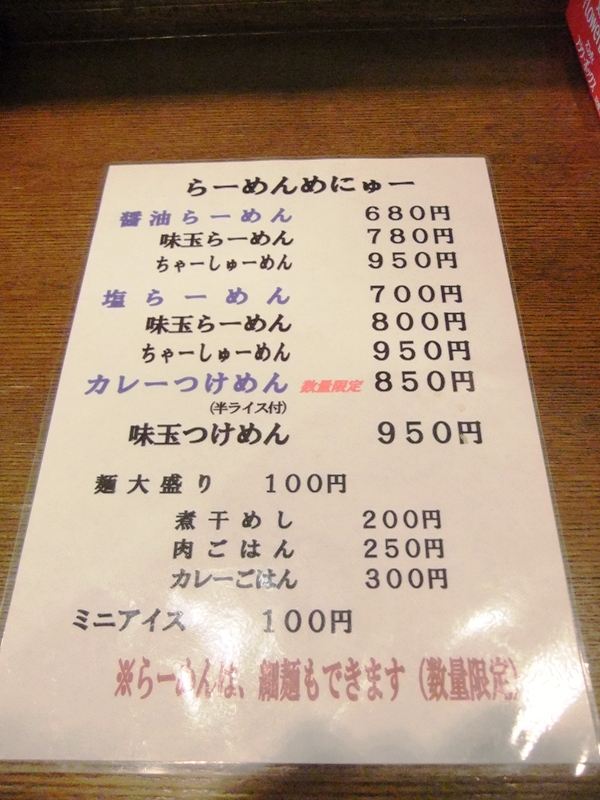 らーめんめにゅー
醤油らーめん 680円
味玉らーめん 780円
ちゃーしゅーめん 950円
塩らーめん 700円
味玉らーめん 800円
ちゃーしゅーめん 950円
カレーつけめん 数量限定 850円
(半ライス付)
味玉つけめん 950円
麺大盛り 100円
煮干めし 200円
肉ごはん 250円
カレーごはん 300円
ミニアイス 100円
※らーめんは、細麺もできます(数量限定)